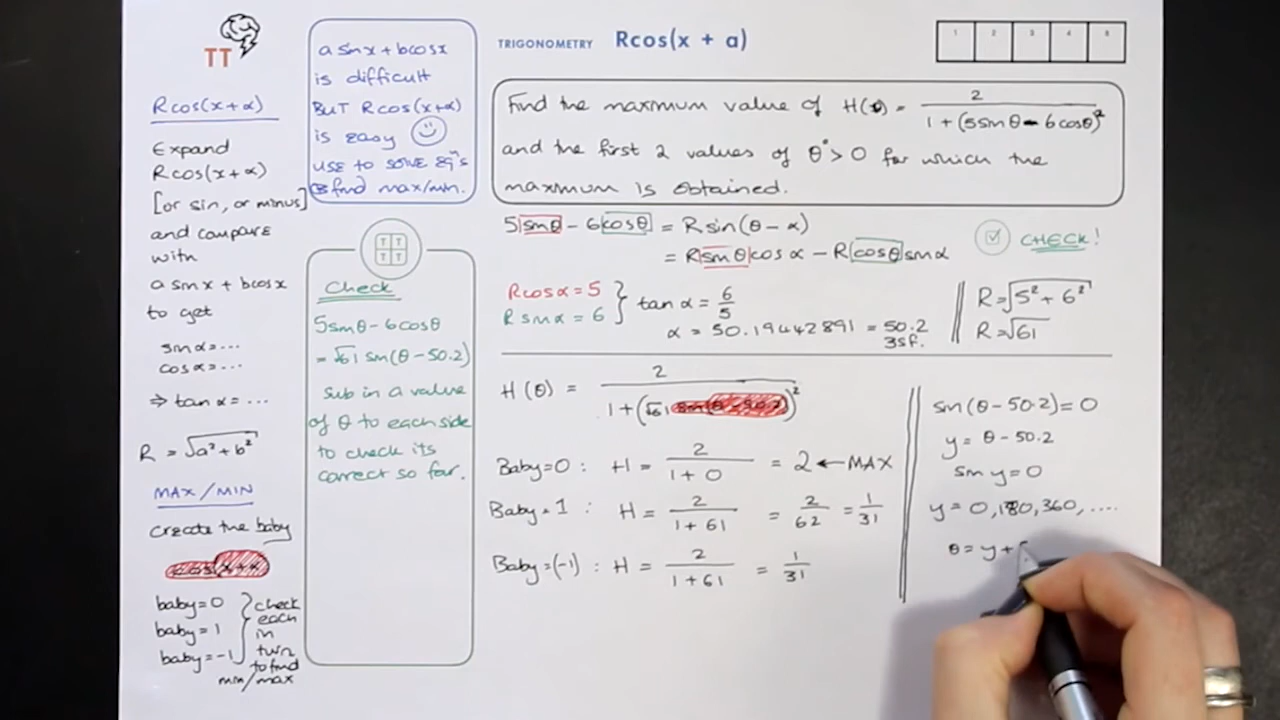 TT
Rcos(x+α)
Expand
Rcos(x+α)
[or sin, or minus]
and compare
with
a sin x + b cos x
to get
sin α = ...
cos α = ...
⇒ tan α = ...
R = √a² + b²
MAX/MIN
Create the baby
cos(x+α)
baby = 0
baby = 1
baby = -1
check
each
in
turn
to find
min/max
a sin x + b cos x
is difficult
BUT Rcos(x+α)
is easy
USE TO SOLVE EQⁿs
& find max/min.
TT
TT
Check
5 sin θ - 6 cos θ
= √61 sin(θ - 50.2)
sub in a value
of θ to each side
to check its
correct so far.
TRIGONOMETRY Rcos(x + a)
1 2 3 4 5
Find the maximum value of H(θ) = 2 / 1 + (5 sin θ - 6 cos θ)²
and the first 2 values of θ° > 0 for which the
maximum is obtained.
5 sin θ - 6 cos θ = R sin(θ - α)
= R sin θ cos α - R cos θ sin α
CHECK!
R cos α = 5
R sin α = 6
tan α = 6/5
α = 50.19442891 = 50.2
3sf.
R = √5² + 6²
R = √61
H(θ) = 2 / 1 + (√61 sin(θ - 50.2))²
Baby = 0 : H = 2 / 1 + 0 = 2 ← MAX
Baby = 1 : H = 2 / 1 + 61 = 2/62 = 1/31
Baby = (-1) : H = 2 / 1 + 61 = 1/31
sin(θ - 50.2) = 0
y = θ - 50.2
sin y = 0
y = 0, 180, 360, ....
θ = y +